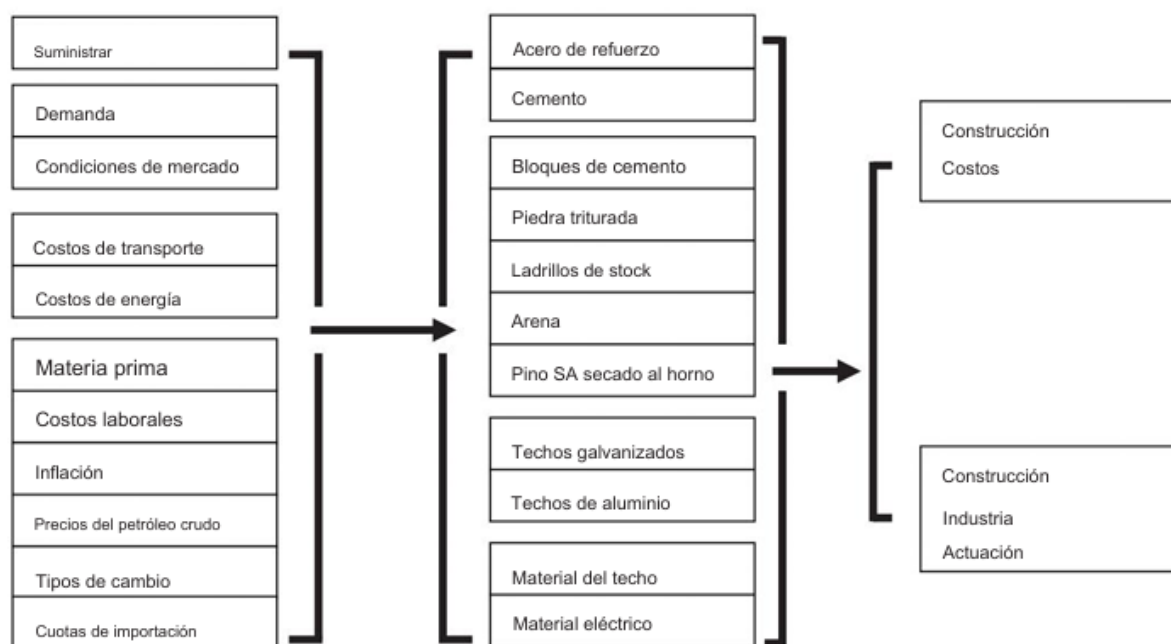 Suministrar
Demanda
Condiciones de mercado
Costos de transporte
Costos de energía
Materia prima
Costos laborales
Inflación
Precios del petróleo crudo
Tipos de cambio
Cuotas de importación
Acero de refuerzo
Cemento
Bloques de cemento
Piedra triturada
Ladrillos de stock
Arena
Pino SA secado al horno
Techos galvanizados
Techos de aluminio
Material del techo
Material eléctrico
Construcción
Costos
Construcción
Industria
Actuación